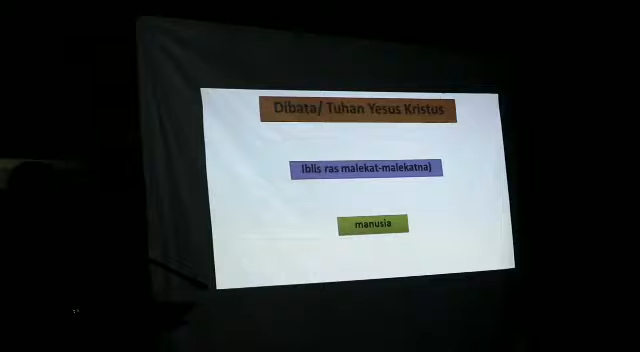 Dibata/ Tuhan Yesus Kristus
Iblis ras malekat-malekatna)
manusia